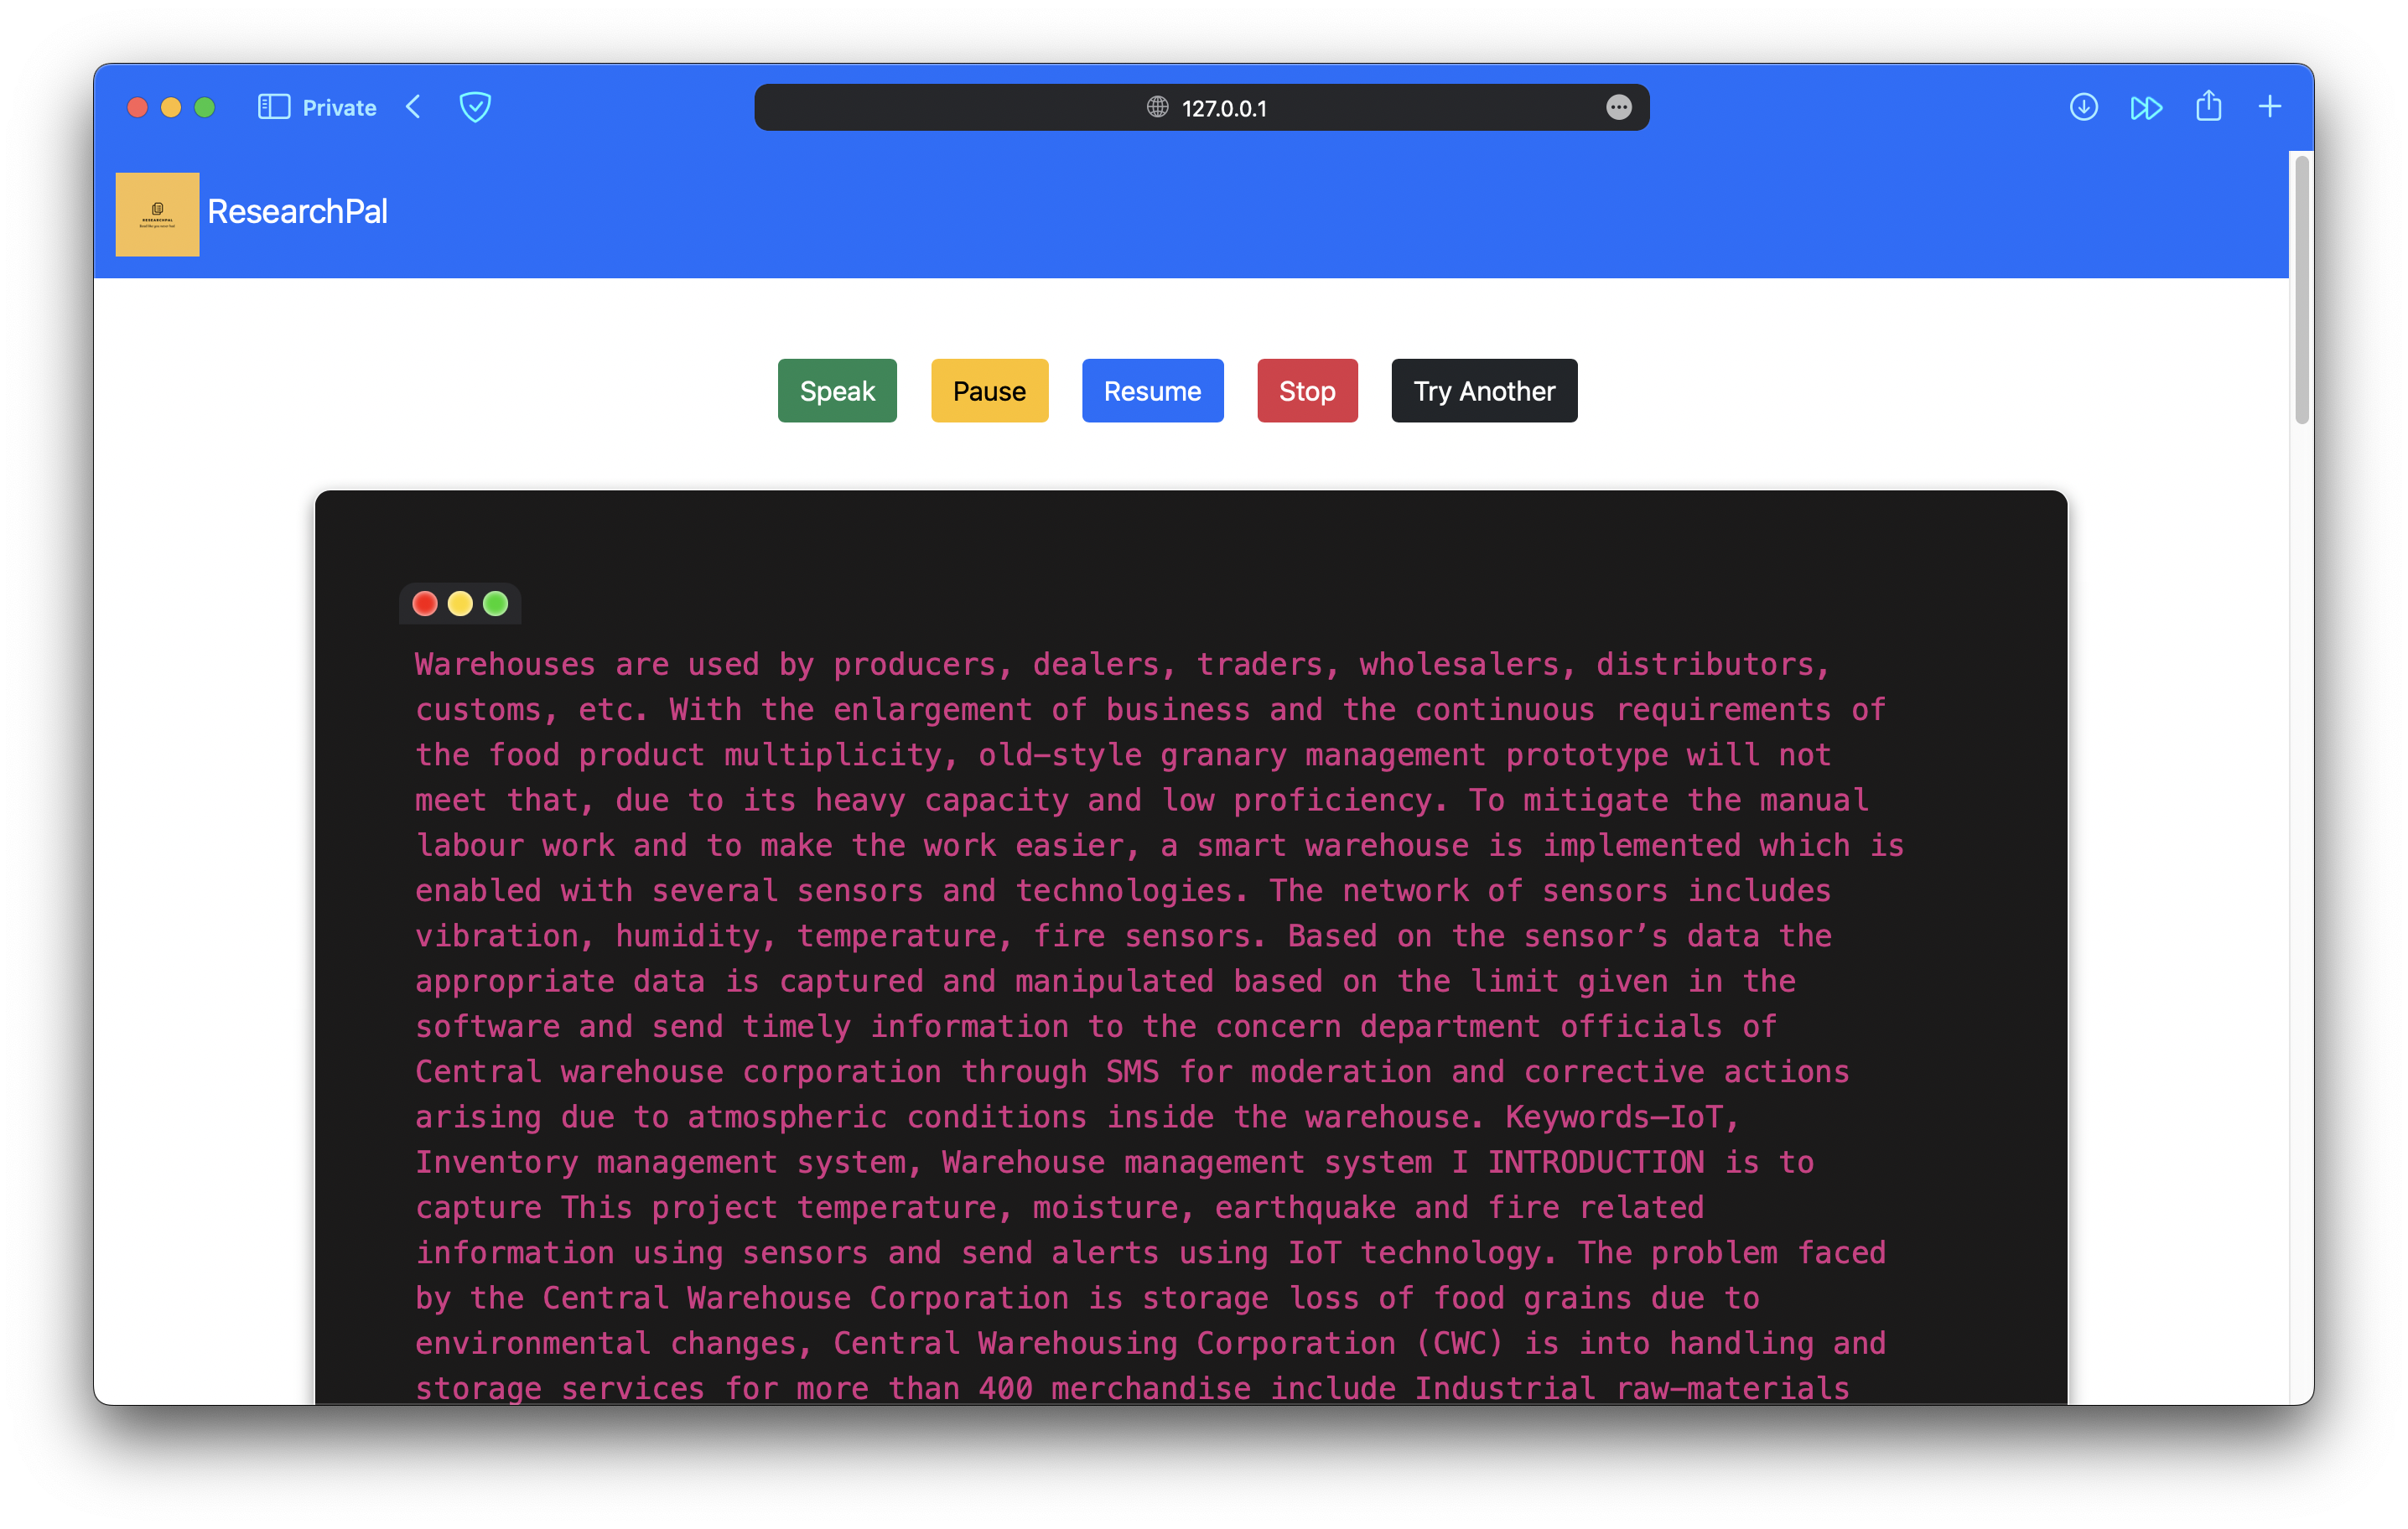 Private
127.0.0.1
RESEARCHPAL
ResearchPal
Speak Pause Resume Stop Try Another
Warehouses are used by producers, dealers, traders, wholesalers, distributors,
customs, etc. With the enlargement of business and the continuous requirements of
the food product multiplicity, old-style granary management prototype will not
meet that, due to its heavy capacity and low proficiency. To mitigate the manual
labour work and to make the work easier, a smart warehouse is implemented which is
enabled with several sensors and technologies. The network of sensors includes
vibration, humidity, temperature, fire sensors. Based on the sensor’s data the
appropriate data is captured and manipulated based on the limit given in the
software and send timely information to the concern department officials of
Central warehouse corporation through SMS for moderation and corrective actions
arising due to atmospheric conditions inside the warehouse. Keywords—IoT,
Inventory management system, Warehouse management system I INTRODUCTION is to
capture This project temperature, moisture, earthquake and fire related
information using sensors and send alerts using IoT technology. The problem faced
by the Central Warehouse Corporation is storage loss of food grains due to
environmental changes, Central Warehousing Corporation (CWC) is into handling and
storage services for more than 400 merchandise include Industrial raw-materials